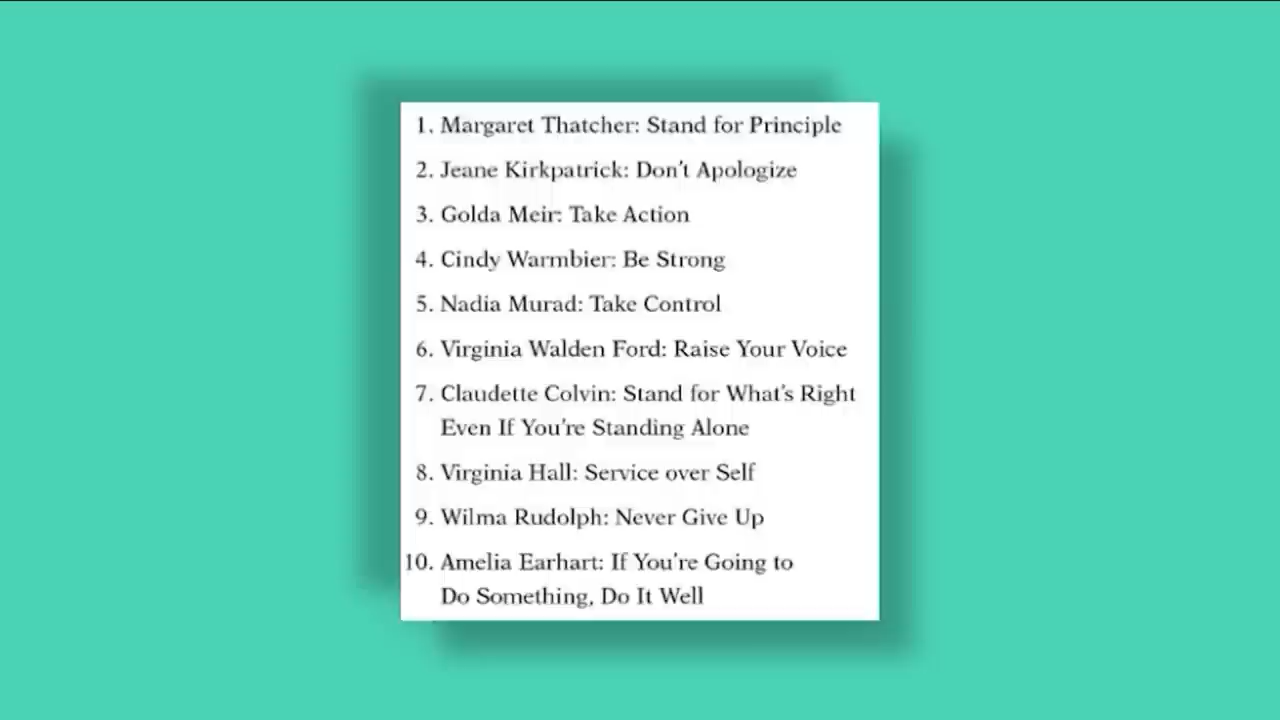 1. Margaret Thatcher: Stand for Principle
2. Jeane Kirkpatrick: Don't Apologize
3. Golda Meir: Take Action
4. Cindy Warmbier: Be Strong
5. Nadia Murad: Take Control
6. Virginia Walden Ford: Raise Your Voice
7. Claudette Colvin: Stand for What's Right
Even If You're Standing Alone
8. Virginia Hall: Service over Self
9. Wilma Rudolph: Never Give Up
10. Amelia Earhart: If You're Going to
Do Something, Do It Well